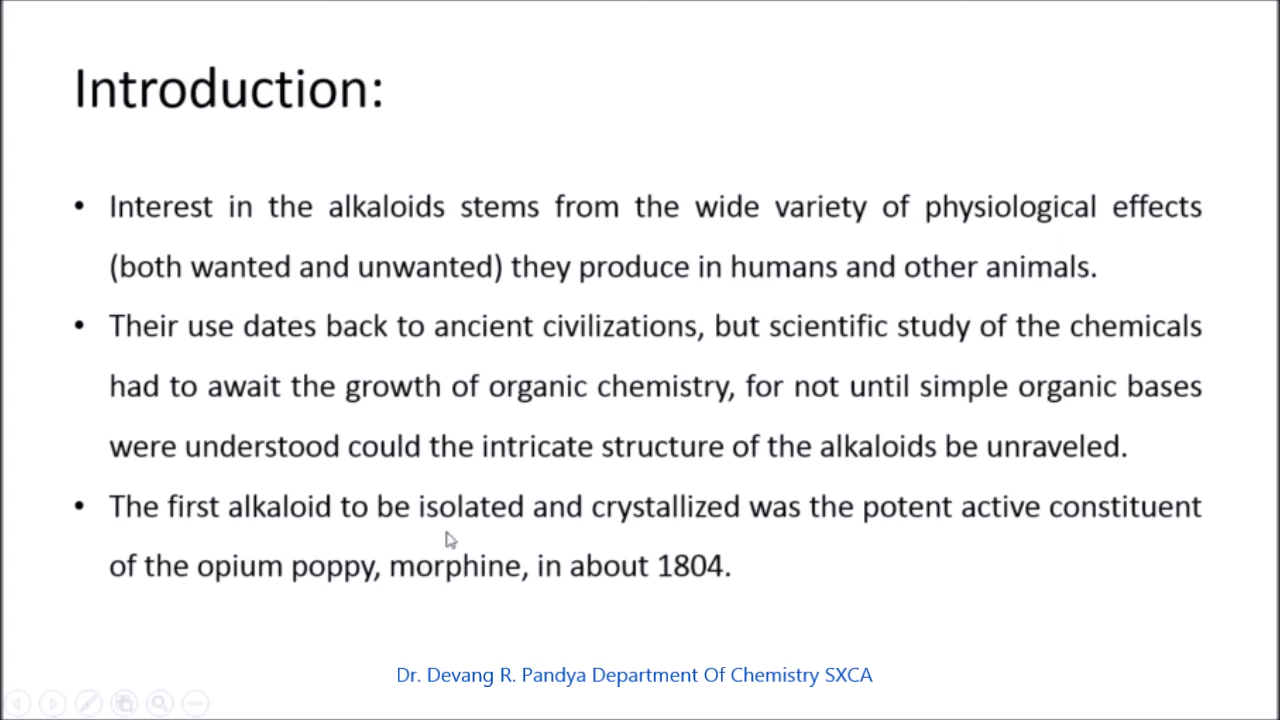 Introduction:
• Interest in the alkaloids stems from the wide variety of physiological effects
(both wanted and unwanted) they produce in humans and other animals.
• Their use dates back to ancient civilizations, but scientific study of the chemicals
had to await the growth of organic chemistry, for not until simple organic bases
were understood could the intricate structure of the alkaloids be unraveled.
• The first alkaloid to be isolated and crystallized was the potent active constituent
of the opium poppy, morphine, in about 1804.
Dr. Devang R. Pandya Department Of Chemistry SXCA